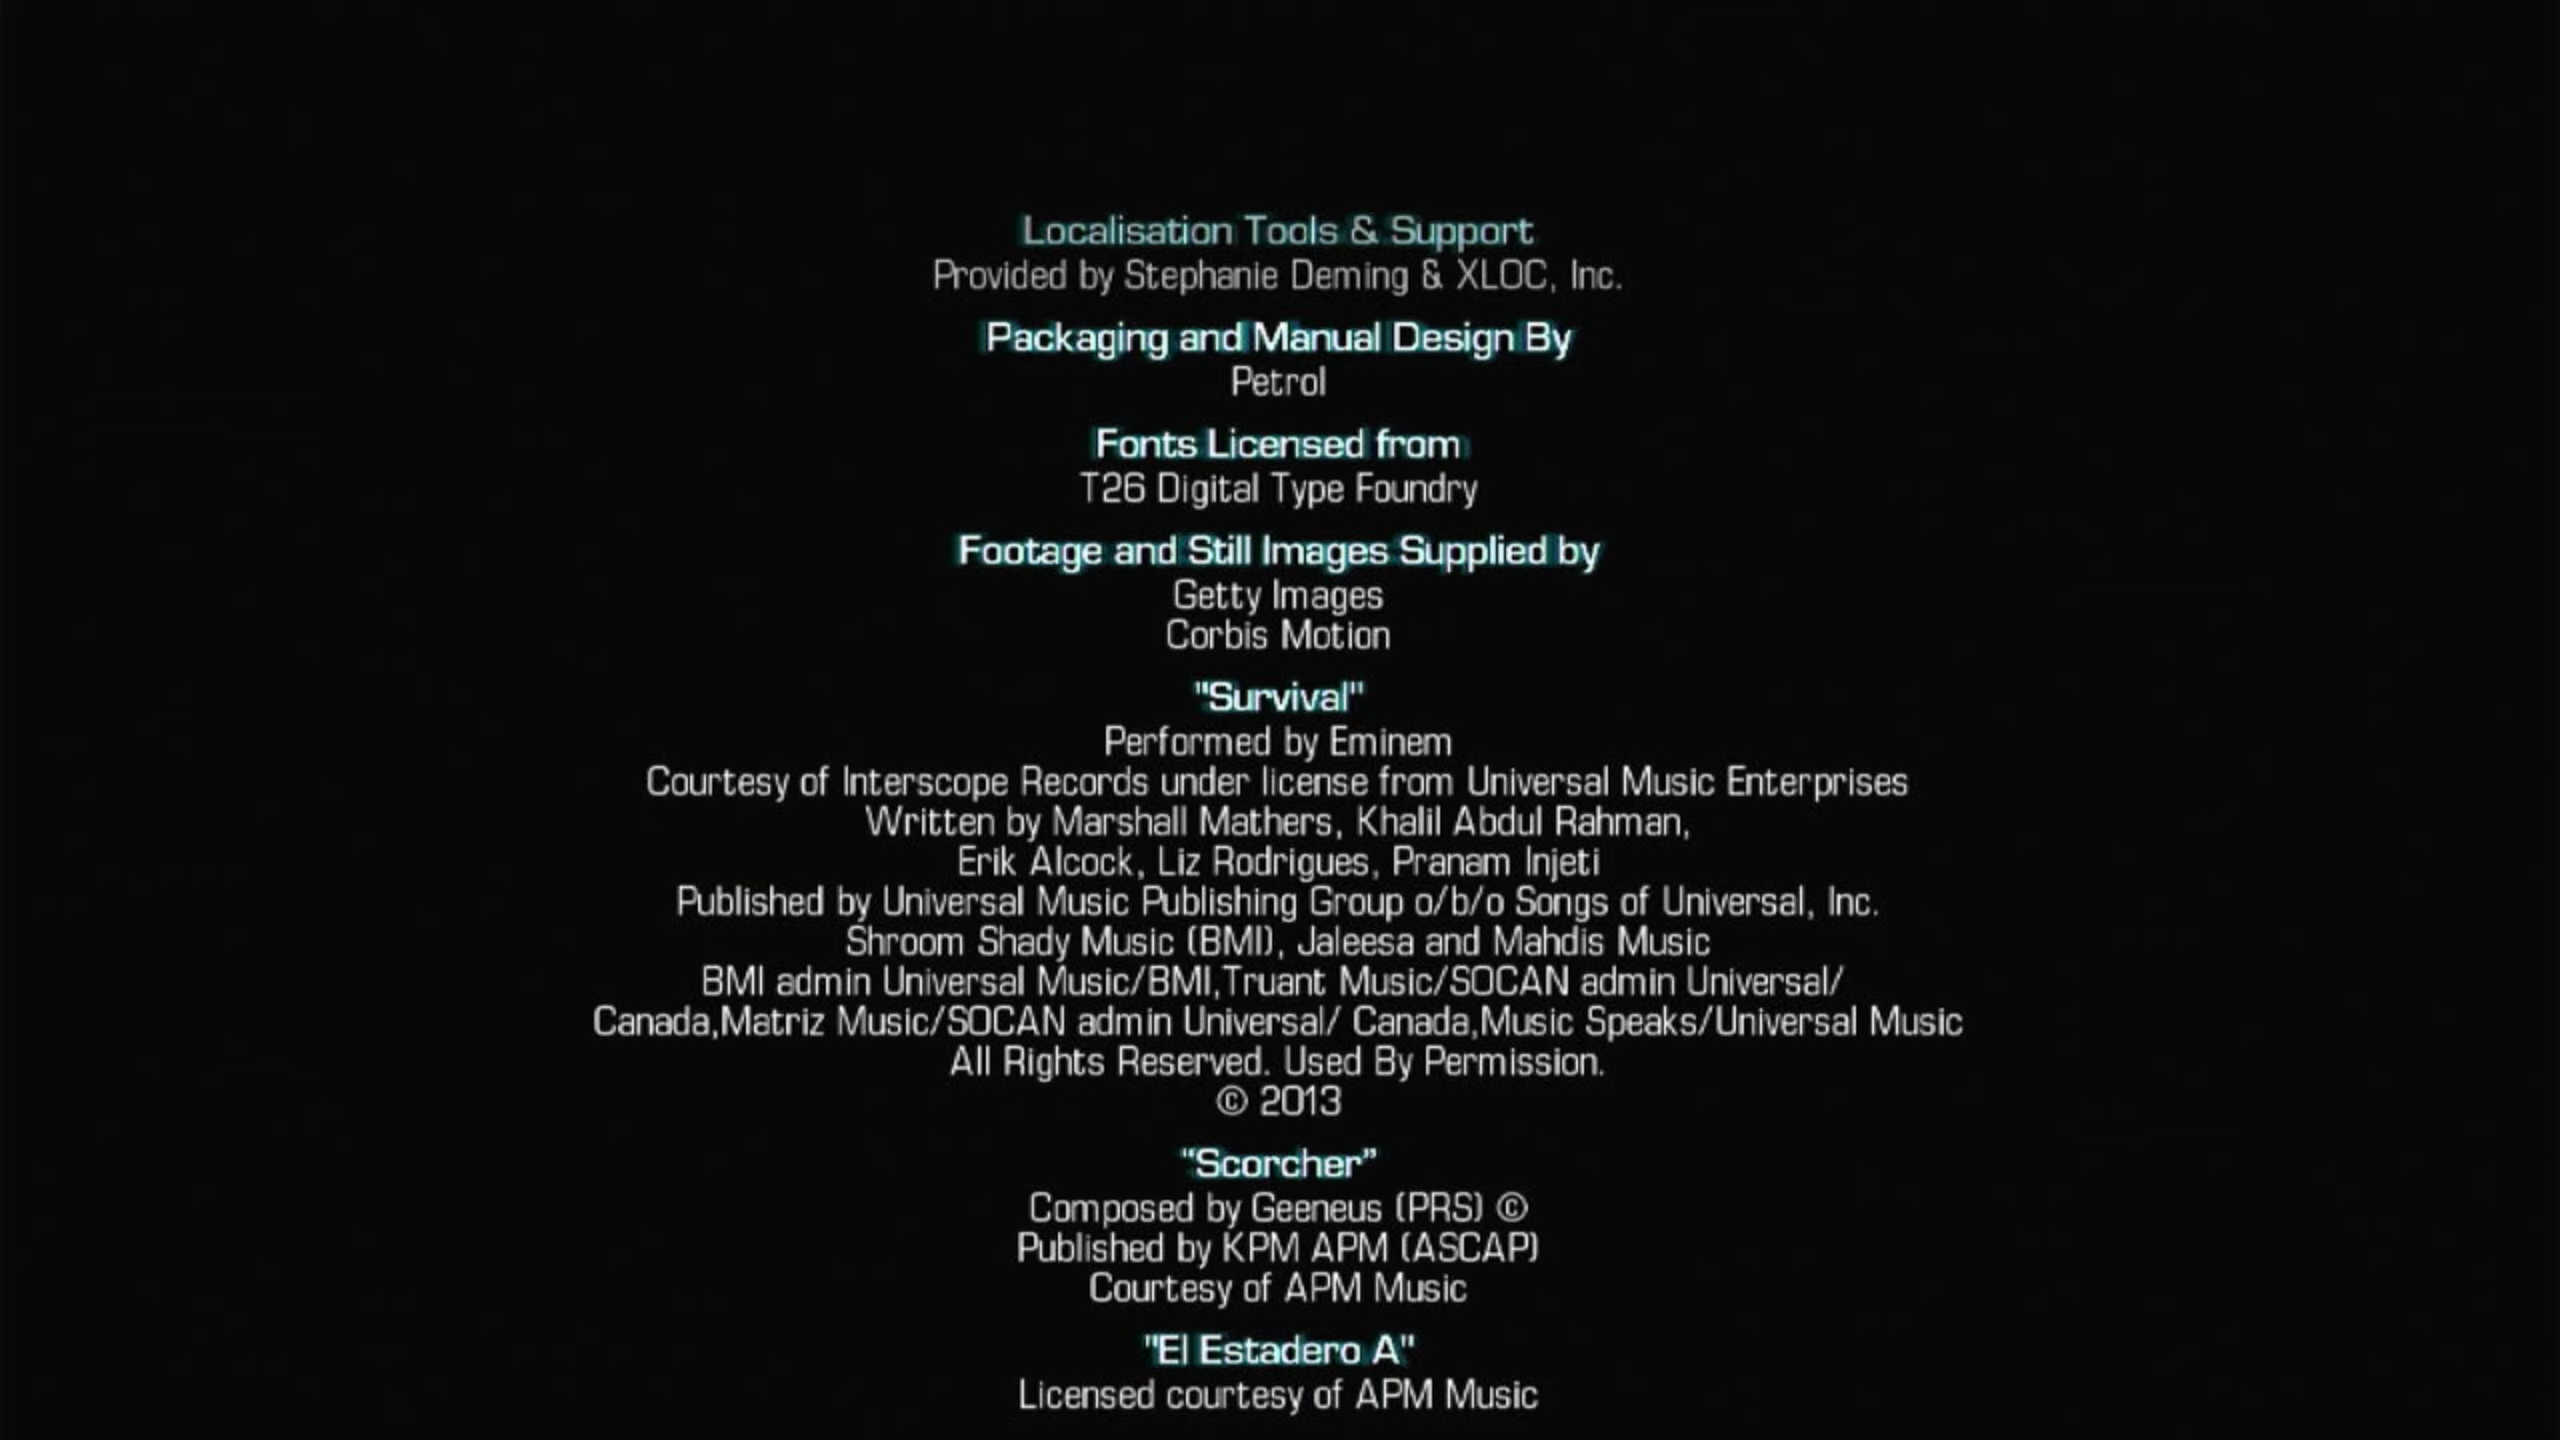 Localisation Tools & Support
Provided by Stephanie Deming & XLOC, Inc.
Packaging and Manual Design By
Petrol
Fonts Licensed from
T26 Digital Type Foundry
Footage and Still Images Supplied by
Getty Images
Corbis Motion
"Survival"
Performed by Eminem
Courtesy of Interscope Records under license from Universal Music Enterprises
Written by Marshall Mathers, Khalil Abdul Rahman,
Erik Alcock, Liz Rodrigues, Pranam Injeti
Published by Universal Music Publishing Group o/b/o Songs of Universal, Inc.
Shroom Shady Music (BMI), Jaleesa and Mahdis Music
BMI admin Universal Music/BMI,Truant Music/SOCAN admin Universal/
Canada,Matriz Music/SOCAN admin Universal/ Canada,Music Speaks/Universal Music
All Rights Reserved. Used By Permission.
© 2013
“Scorcher”
Composed by Geeneus (PRS) ©
Published by KPM APM (ASCAP)
Courtesy of APM Music
"El Estadero A"
Licensed courtesy of APM Music